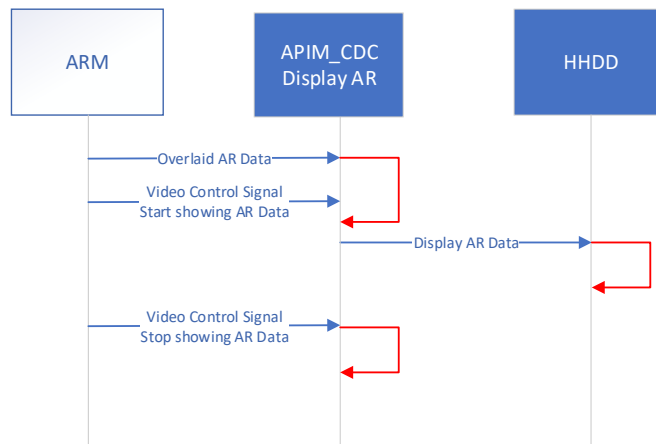 ARM
APIM_CDC
Display AR
HHDD
Overlaid AR Data
Video Control Signal
Start showing AR Data
Display AR Data
Video Control Signal
Stop showing AR Data